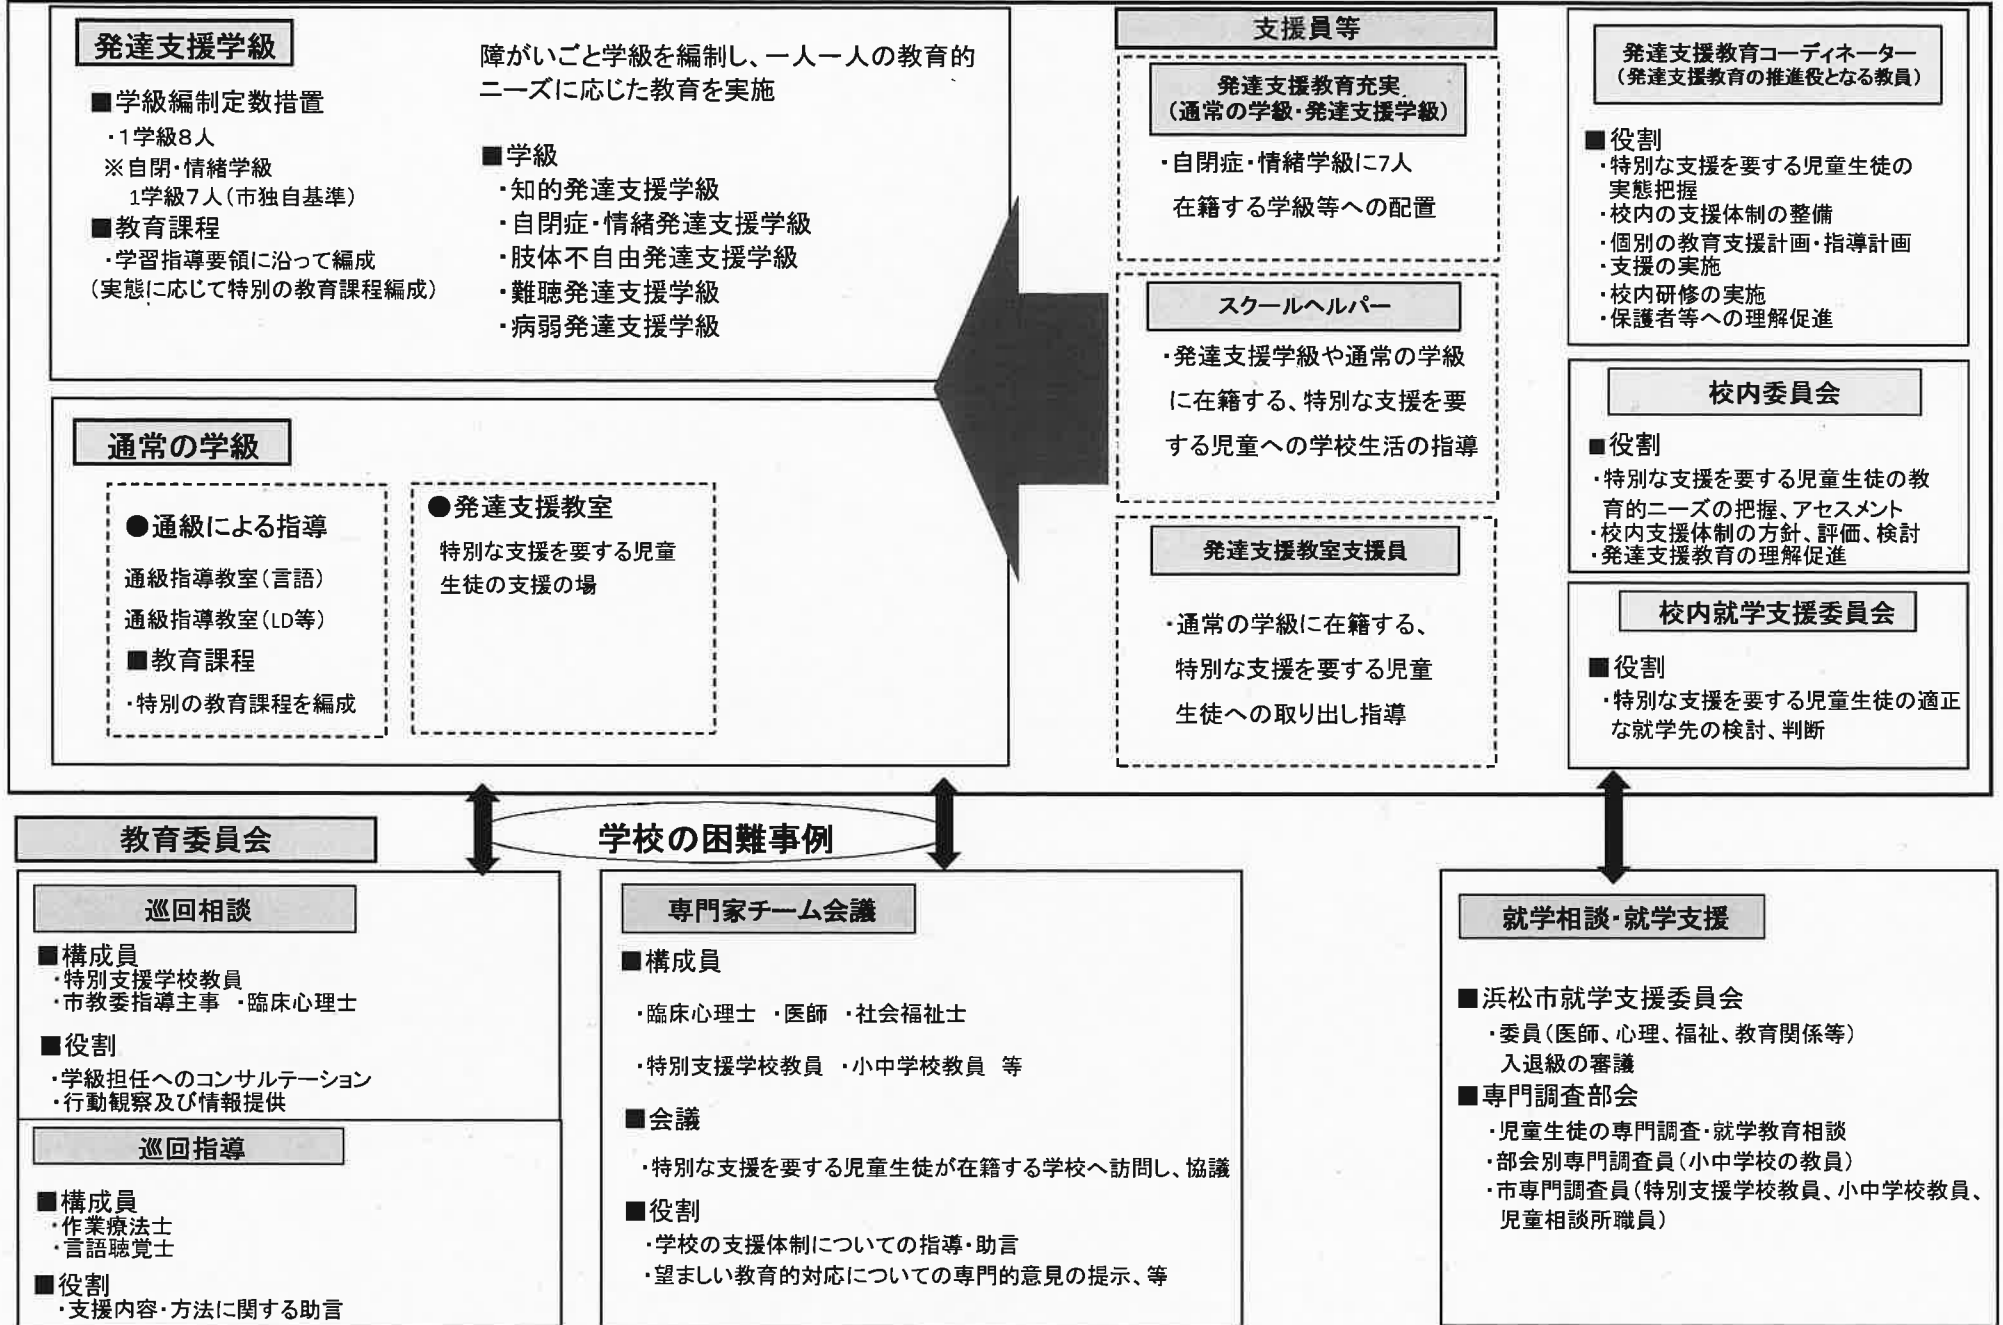 発達支援学級
障がいごと学級を編制し、一人一人の教育的
ニーズに応じた教育を実施
■学級編制定数措置
・1学級8人
※自閉・情緒学級
1学級7人(市独自基準)
■教育課程
・学習指導要領に沿って編成
(実態に応じて特別の教育課程編成)
■学級
・知的発達支援学級
・自閉症・情緒発達支援学級
・肢体不自由発達支援学級
・難聴発達支援学級
・病弱発達支援学級
通常の学級
●通級による指導
通級指導教室(言語)
通級指導教室(LD等)
■教育課程
・特別の教育課程を編成
●発達支援教室
特別な支援を要する児童
生徒の支援の場
支援員等
発達支援教育充実
(通常の学級・発達支援学級)
・自閉症・情緒学級に7人
在籍する学級等への配置
スクールヘルパー
・発達支援学級や通常の学級
に在籍する、特別な支援を要
する児童への学校生活の指導
発達支援教室支援員
・通常の学級に在籍する、
特別な支援を要する児童
生徒への取り出し指導
発達支援教育コーディネーター
(発達支援教育の推進役となる教員)
■役割
・特別な支援を要する児童生徒の
実態把握
・校内の支援体制の整備
・個別の教育支援計画・指導計画
・支援の実施
・校内研修の実施
・保護者等への理解促進
校内委員会
■役割
・特別な支援を要する児童生徒の教
育的ニーズの把握、アセスメント
・校内支援体制の方針、評価、検討
・発達支援教育の理解促進
校内就学支援委員会
■役割
・特別な支援を要する児童生徒の適正
な就学先の検討、判断
教育委員会
学校の困難事例
巡回相談
■構成員
・特別支援学校教員
・市教委指導主事 ・臨床心理士
■役割
・学級担任へのコンサルテーション
・行動観察及び情報提供
巡回指導
■構成員
・作業療法士
・言語聴覚士
■役割
・支援内容・方法に関する助言
専門家チーム会議
■構成員
・臨床心理士 ・医師 ・社会福祉士
・特別支援学校教員 ・小中学校教員 等
■会議
・特別な支援を要する児童生徒が在籍する学校へ訪問し、協議
■役割
・学校の支援体制についての指導・助言
・望ましい教育的対応についての専門的意見の提示、等
就学相談・就学支援
■浜松市就学支援委員会
・委員(医師、心理、福祉、教育関係等)
入退級の審議
■専門調査部会
・児童生徒の専門調査・就学教育相談
・部会別専門調査員(小中学校の教員)
・市専門調査員(特別支援学校教員、小中学校教員、
児童相談所職員)